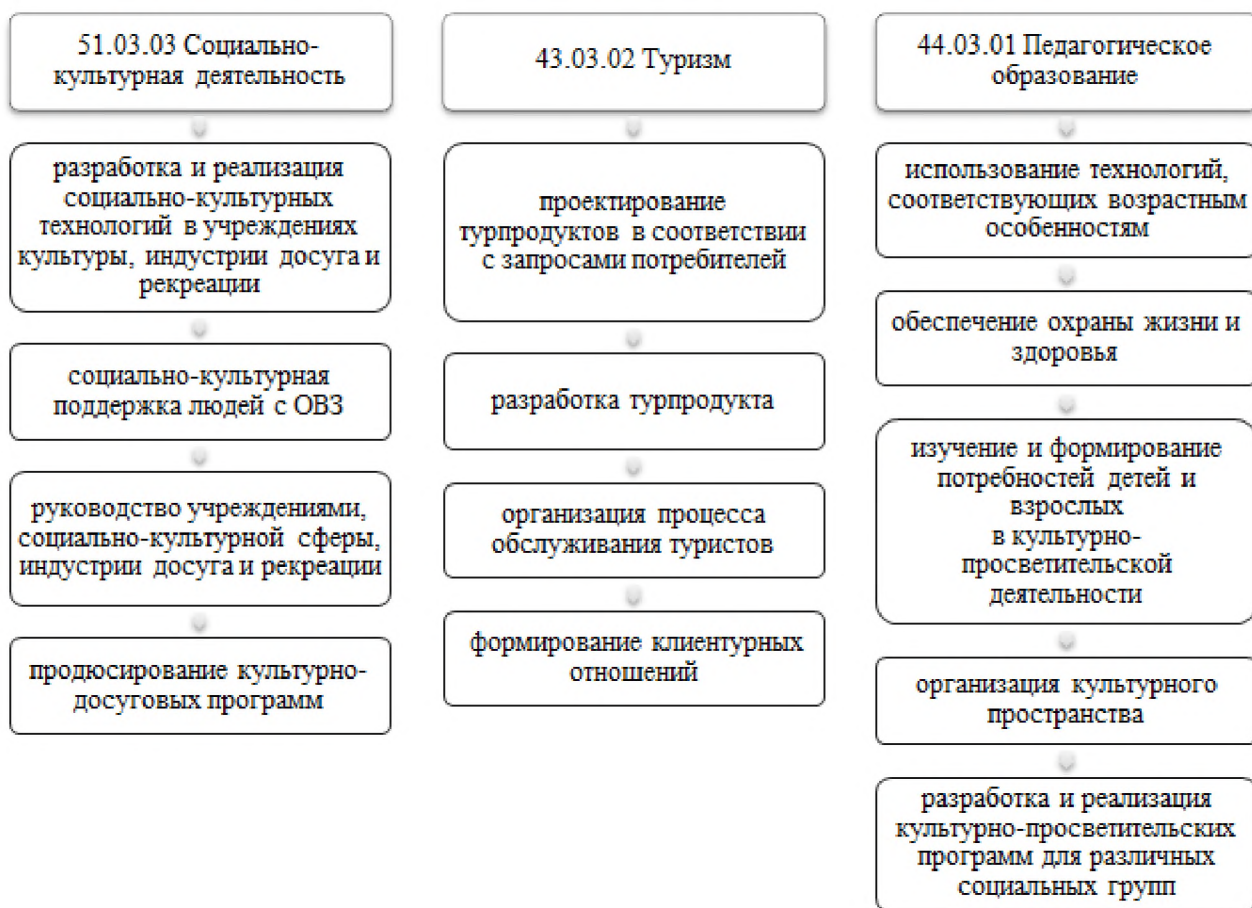 51.03.03 Социально-
культурная деятельность
разработка и реализация
социально-культурных
технологий в учреждениях
культуры, индустрии досуга и
рекреации
социально-культурная
поддержка людей с ОВЗ
руководство учреждениями,
социально-культурной сферы,
индустрии досуга и рекреации
продюсирование культурно-
досуговых программ
43.03.02 Туризм
проектирование
турпродуктов в соответствии
с запросами потребителей
разработка турпродукта
организация процесса
обслуживания туристов
формирование клиентурных
отношений
44.03.01 Педагогическое
образование
использование технологий,
соответствующих возрастным
особенностям
обеспечение охраны жизни и
здоровья
изучение и формирование
потребностей детей и
взрослых
в культурно-
просветительской
деятельности
организация культурного
пространства
разработка и реализация
культурно-просветительских
программ для различных
социальных групп